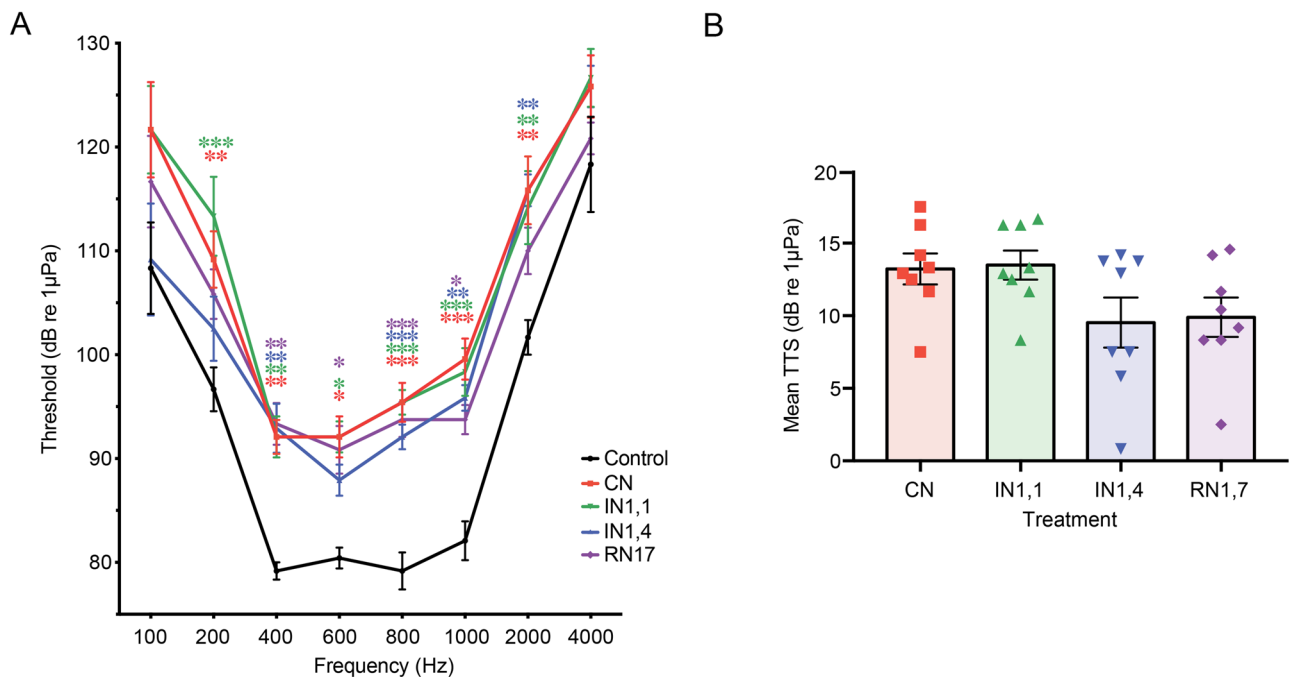 A
B
130
120
110
100
90
80
Threshold (dB re 1µPa)
***
**
**
**
**
**
*
*
*
***
***
***
***
*
**
***
***
**
**
**
Control
CN
IN1,1
IN1,4
RN17
100 200 400 600 800 1000 2000 4000
Frequency (Hz)
20
15
10
5
0
Mean TTS (dB re 1µPa)
CN IN1,1 IN1,4 RN1,7
Treatment